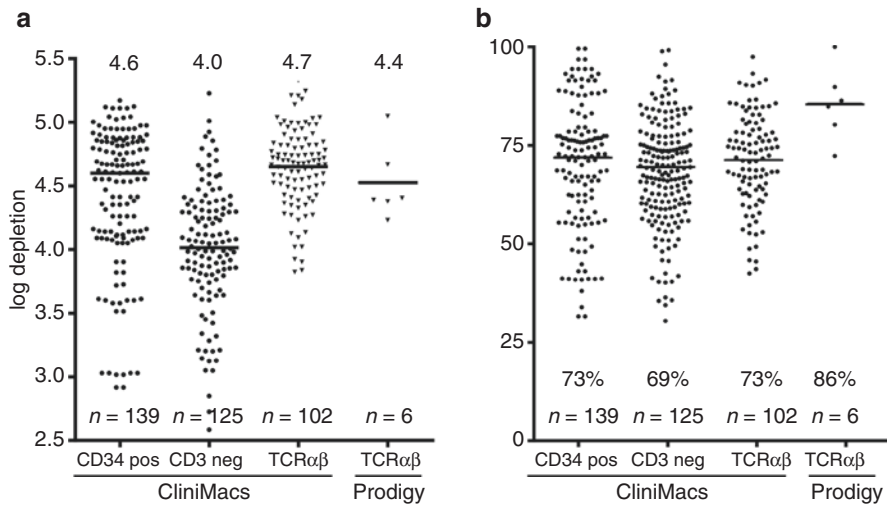 a
4.6 4.0 4.7 4.4
5.5
5.0
4.5
4.0
3.5
3.0
2.5
log depletion
n = 139 n = 125 n = 102 n = 6
CD34 pos CD3 neg TCRαβ TCRαβ
CliniMacs Prodigy
b
100
75
50
25
0
73% 69% 73% 86%
n = 139 n = 125 n = 102 n = 6
CD34 pos CD3 neg TCRαβ TCRαβ
CliniMacs Prodigy